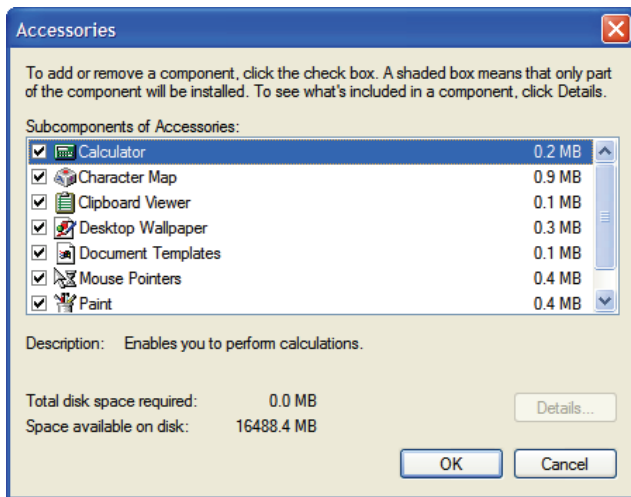 Accessories
To add or remove a component, click the check box. A shaded box means that only part
of the component will be installed. To see what's included in a component, click Details.
Subcomponents of Accessories:
Calculator 0.2 MB
Character Map 0.9 MB
Clipboard Viewer 0.1 MB
Desktop Wallpaper 0.3 MB
Document Templates 0.1 MB
Mouse Pointers 0.4 MB
Paint 0.4 MB
Description: Enables you to perform calculations.
Total disk space required: 0.0 MB
Details...
Space available on disk: 16488.4 MB
OK Cancel